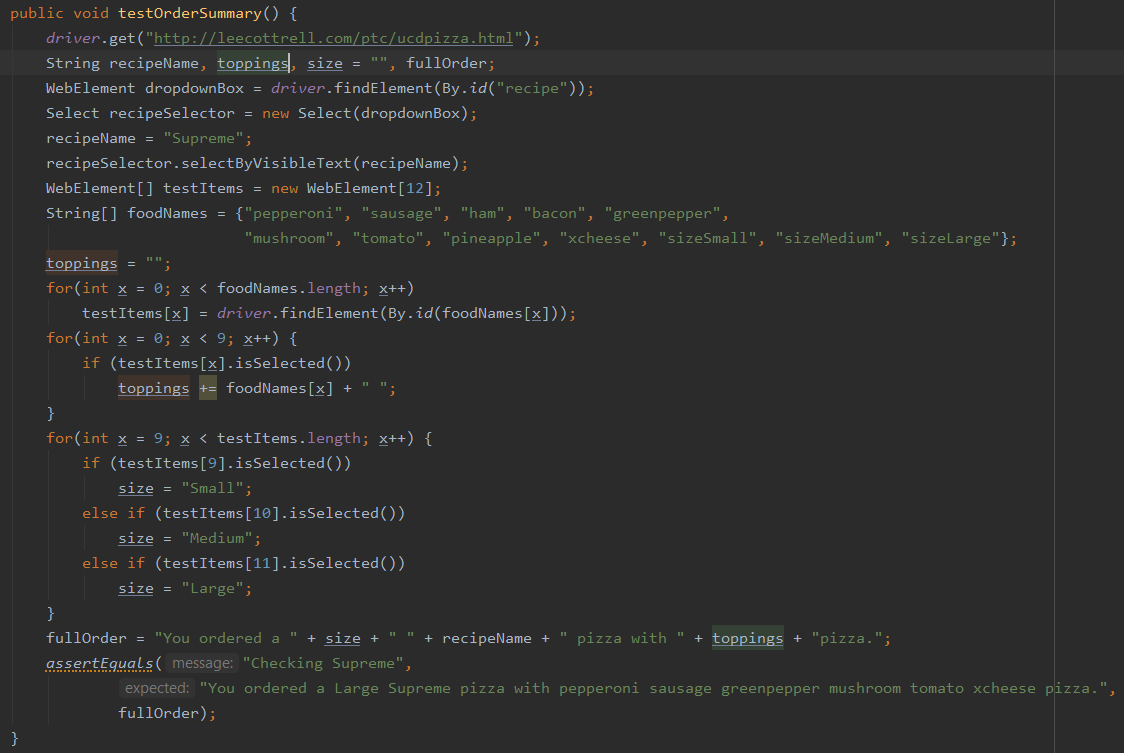 public void testOrderSummary() {
    driver.get("http://leecottrell.com/ptc/ucdpizza.html");
    String recipeName, toppings, size = "", fullOrder;
    WebElement dropdownBox = driver.findElement(By.id("recipe"));
    Select recipeSelector = new Select(dropdownBox);
    recipeName = "Supreme";
    recipeSelector.selectByVisibleText(recipeName);
    WebElement[] testItems = new WebElement[12];
    String[] foodNames = {"pepperoni", "sausage", "ham", "bacon", "greenpepper",
                          "mushroom", "tomato", "pineapple", "xcheese", "sizeSmall", "sizeMedium", "sizeLarge"};
    toppings = "";
    for(int x = 0; x < foodNames.length; x++)
        testItems[x] = driver.findElement(By.id(foodNames[x]));
    for(int x = 0; x < 9; x++) {
        if (testItems[x].isSelected())
            toppings += foodNames[x] + " ";
    }
    for(int x = 9; x < testItems.length; x++) {
        if (testItems[9].isSelected())
            size = "Small";
        else if (testItems[10].isSelected())
            size = "Medium";
        else if (testItems[11].isSelected())
            size = "Large";
    }
    fullOrder = "You ordered a " + size + " " + recipeName + " pizza with " + toppings + "pizza.";
    assertEquals( message: "Checking Supreme",
            expected: "You ordered a Large Supreme pizza with pepperoni sausage greenpepper mushroom tomato xcheese pizza.",
            fullOrder);
}